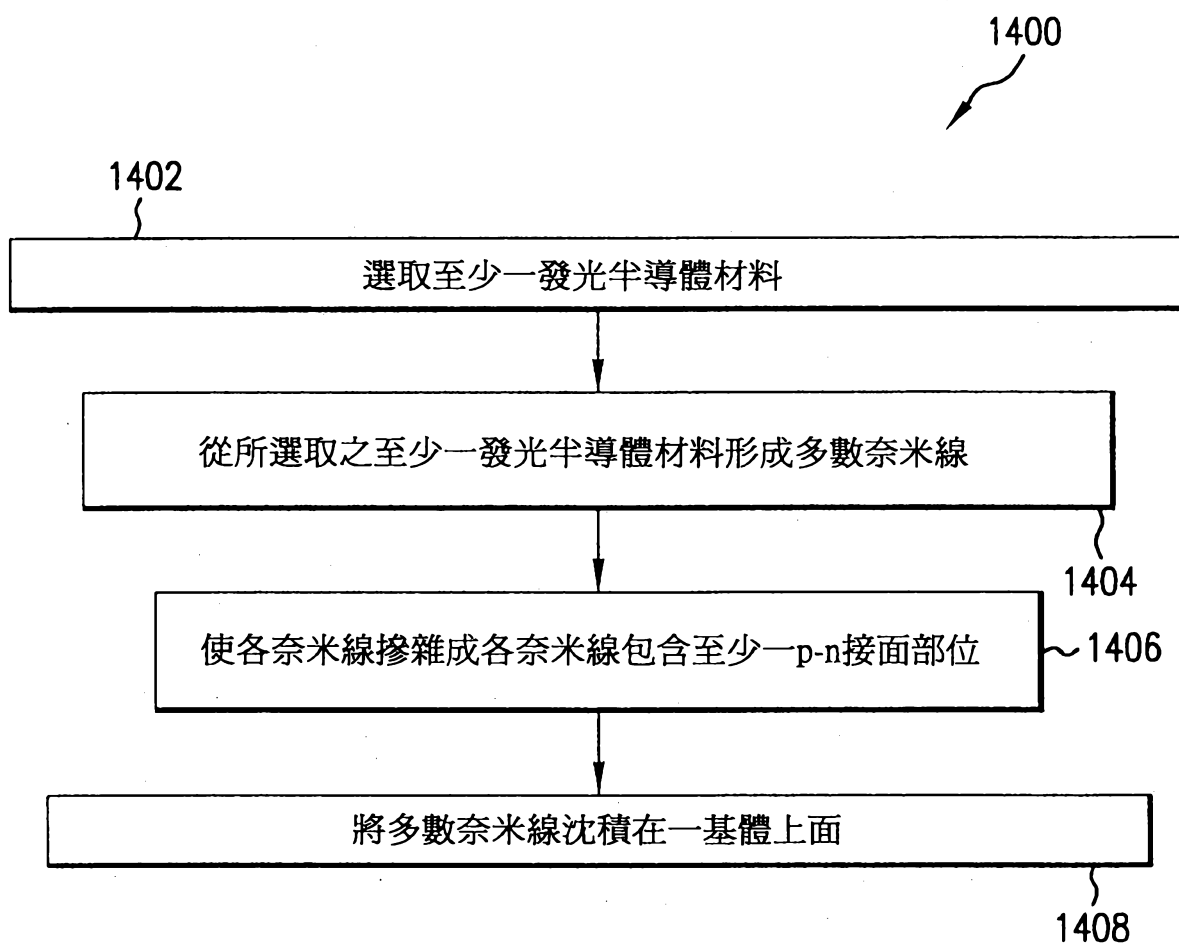 1400
1402
選取至少一發光半導體材料
從所選取之至少一發光半導體材料形成多數奈米線
1404
使各奈米線摻雜成各奈米線包含至少一p-n接面部位
1406
將多數奈米線沈積在一基體上面
1408